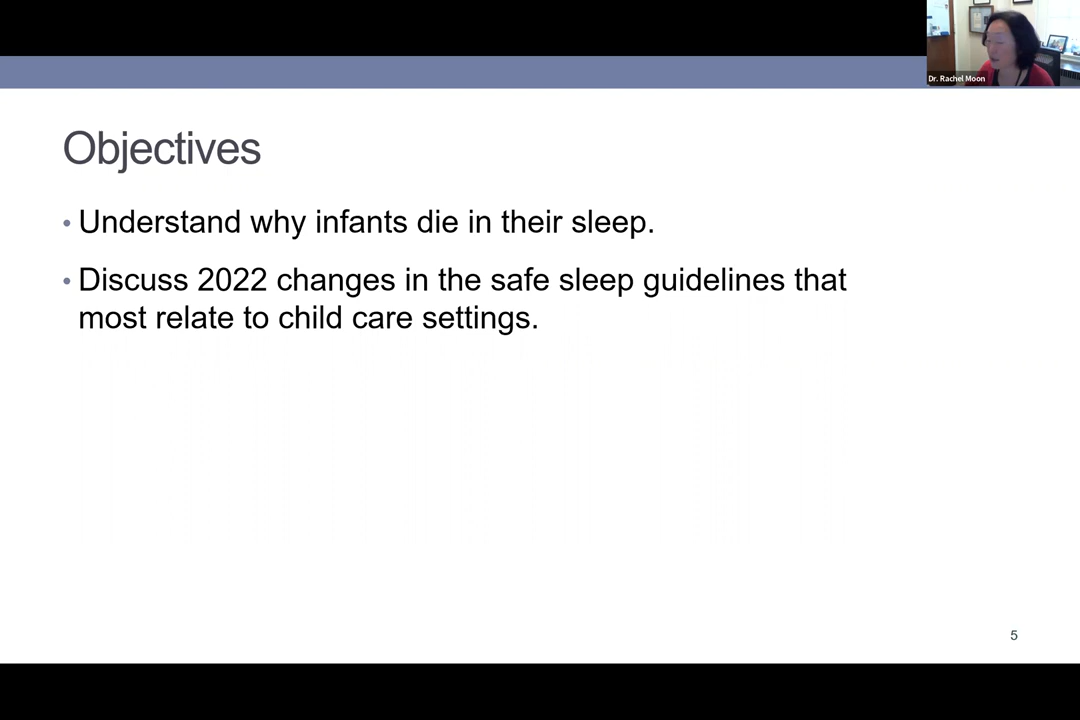 Dr. Rachel Moon
Objectives
• Understand why infants die in their sleep.
• Discuss 2022 changes in the safe sleep guidelines that
most relate to child care settings.
5